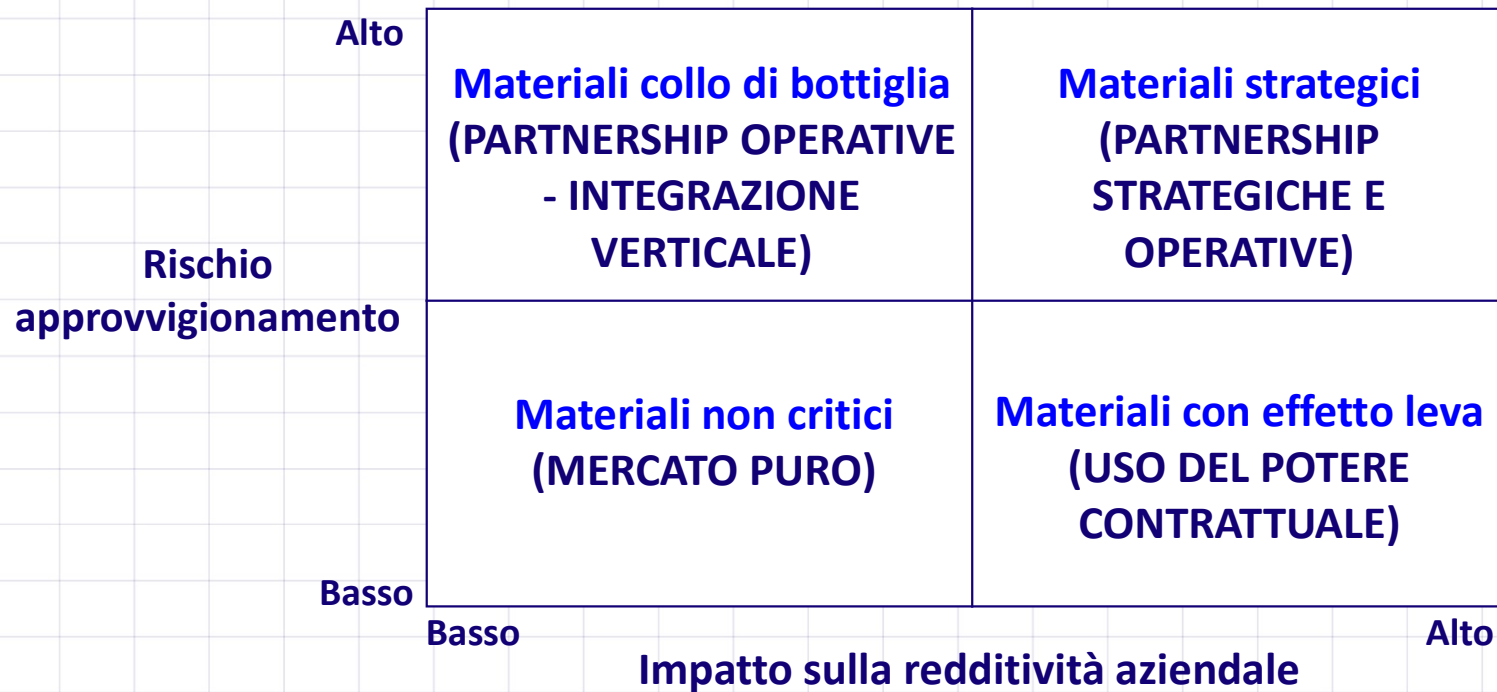 Alto
Materiali collo di bottiglia
(PARTNERSHIP OPERATIVE
- INTEGRAZIONE
VERTICALE)
Materiali strategici
(PARTNERSHIP
STRATEGICHE E
OPERATIVE)
Rischio
approvvigionamento
Materiali non critici
(MERCATO PURO)
Materiali con effetto leva
(USO DEL POTERE
CONTRATTUALE)
Basso
Basso
Alto
Impatto sulla redditività aziendale